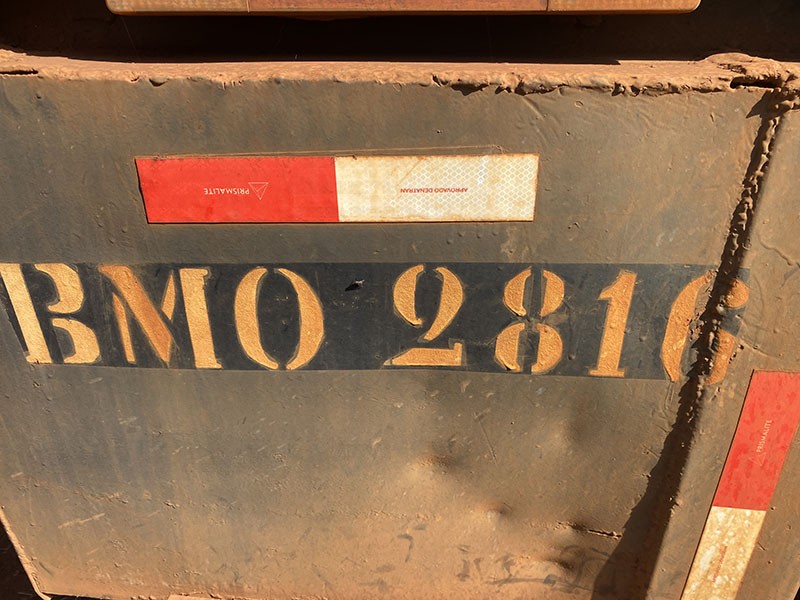 PRISMALITE
APROVADO DENATRAN
BMO 2816
PRISMALITE